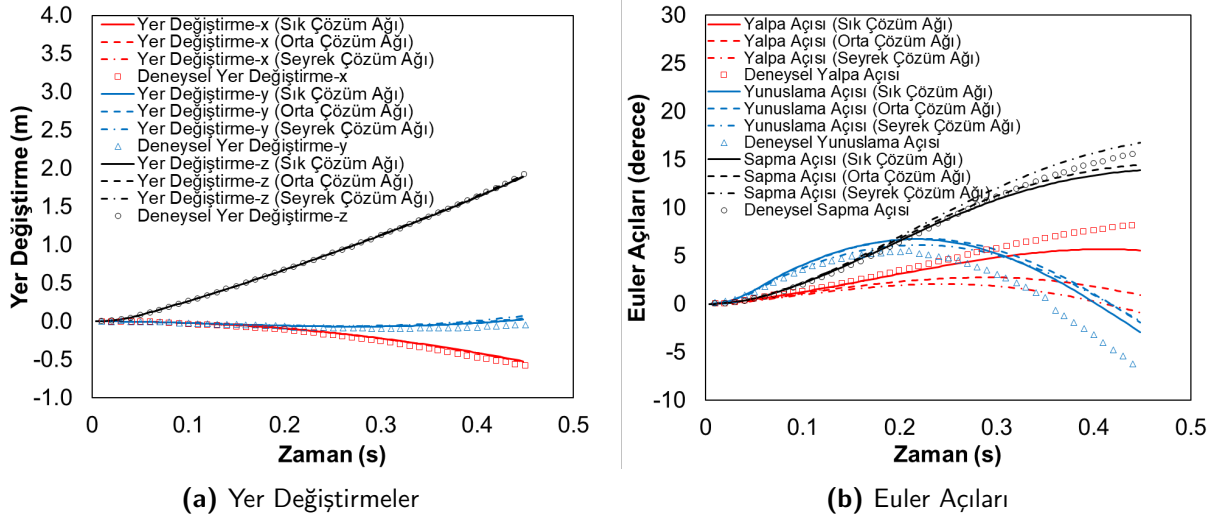 Yer Değiştirme (m)
4.0
3.5
3.0
2.5
2.0
1.5
1.0
0.5
0.0
-0.5
-1.0
Yer Değiştirme-x (Sık Çözüm Ağı)
Yer Değiştirme-x (Orta Çözüm Ağı)
Yer Değiştirme-x (Seyrek Çözüm Ağı)
Deneysel Yer Değiştirme-x
Yer Değiştirme-y (Sık Çözüm Ağı)
Yer Değiştirme-y (Orta Çözüm Ağı)
Yer Değiştirme-y (Seyrek Çözüm Ağı)
Deneysel Yer Değiştirme-y
Yer Değiştirme-z (Sık Çözüm Ağı)
Yer Değiştirme-z (Orta Çözüm Ağı)
Yer Değiştirme-z (Seyrek Çözüm Ağı)
Deneysel Yer Değiştirme-z
0 0.1 0.2 0.3 0.4 0.5
Zaman (s)
(a) Yer Değiştirmeler
Euler Açıları (derece)
30
25
20
15
10
5
0
-5
-10
Yalpa Açısı (Sık Çözüm Ağı)
Yalpa Açısı (Orta Çözüm Ağı)
Yalpa Açısı (Seyrek Çözüm Ağı)
Deneysel Yalpa Açısı
Yunuslama Açısı (Sık Çözüm Ağı)
Yunuslama Açısı (Orta Çözüm Ağı)
Yunuslama Açısı (Seyrek Çözüm Ağı)
Deneysel Yunuslama Açısı
Sapma Açısı (Sık Çözüm Ağı)
Sapma Açısı (Orta Çözüm Ağı)
Sapma Açısı (Seyrek Çözüm Ağı)
Deneysel Sapma Açısı
0 0.1 0.2 0.3 0.4 0.5
Zaman (s)
(b) Euler Açıları